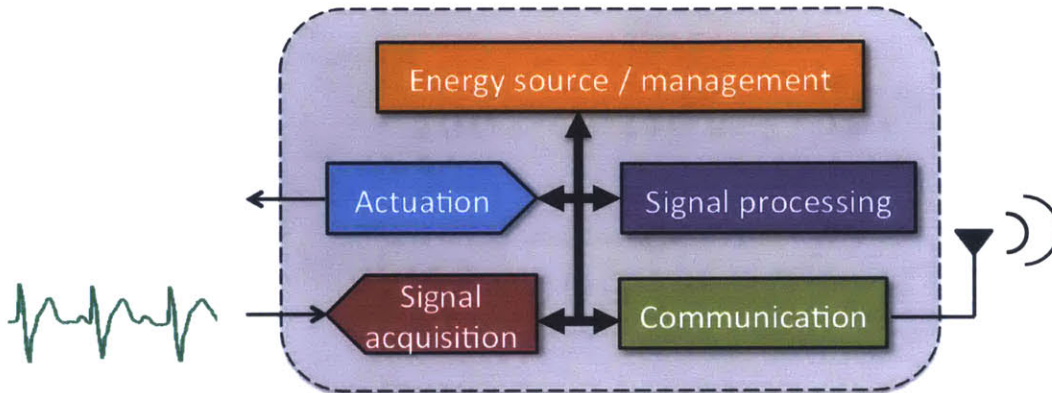 Energy source / management
Actuation
Signal processing
Signal
acquisition
Communication